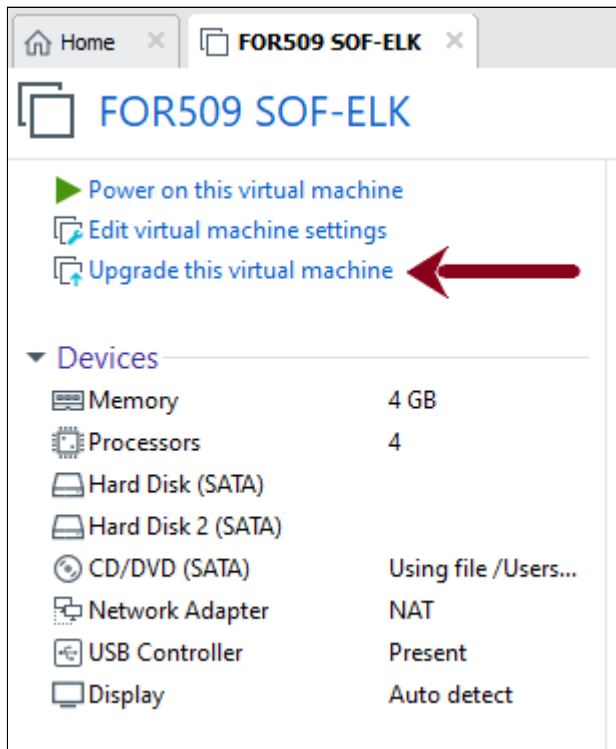 Home
FOR509 SOF-ELK
FOR509 SOF-ELK
Power on this virtual machine
Edit virtual machine settings
Upgrade this virtual machine
Devices
Memory 4 GB
Processors 4
Hard Disk (SATA)
Hard Disk 2 (SATA)
CD/DVD (SATA) Using file /Users...
Network Adapter NAT
USB Controller Present
Display Auto detect